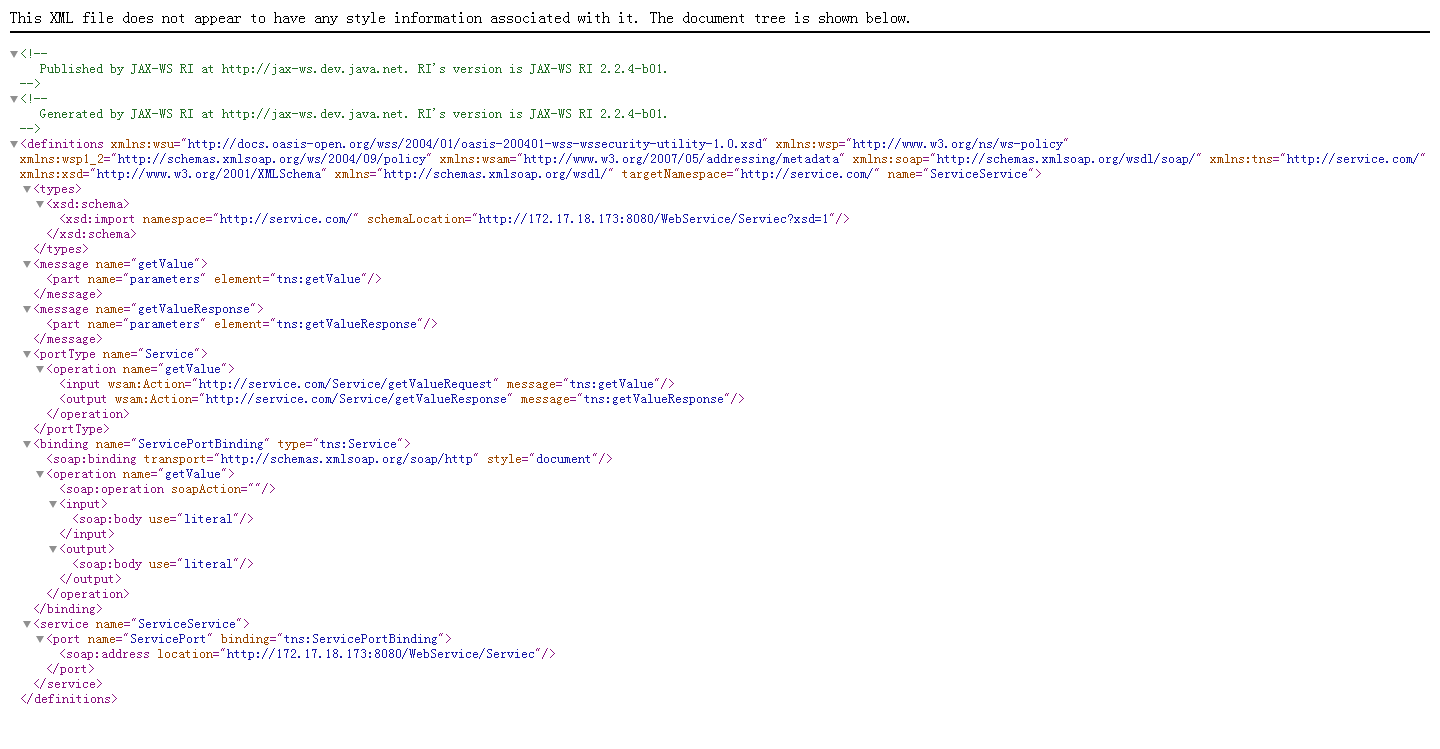 This XML file does not appear to have any style information associated with it. The document tree is shown below.
▼<!--
Published by JAX-WS RI at http://jax-ws.dev.java.net. RI's version is JAX-WS RI 2.2.4-b01.
-->
▼<!--
Generated by JAX-WS RI at http://jax-ws.dev.java.net. RI's version is JAX-WS RI 2.2.4-b01.
-->
▼<definitions xmlns:wsu="http://docs.oasis-open.org/wss/2004/01/oasis-200401-wss-wssecurity-utility-1.0.xsd" xmlns:wsp="http://www.w3.org/ns/ws-policy"
xmlns:wsp1_2="http://schemas.xmlsoap.org/ws/2004/09/policy" xmlns:wsam="http://www.w3.org/2007/05/addressing/metadata" xmlns:soap="http://schemas.xmlsoap.org/wsdl/soap/" xmlns:tns="http://service.com/"
xmlns:xsd="http://www.w3.org/2001/XMLSchema" xmlns="http://schemas.xmlsoap.org/wsdl/" targetNamespace="http://service.com/" name="ServiceService">
▼<types>
▼<xsd:schema>
<xsd:import namespace="http://service.com/" schemaLocation="http://172.17.18.173:8080/WebService/Serviec?xsd=1"/>
</xsd:schema>
</types>
▼<message name="getValue">
<part name="parameters" element="tns:getValue"/>
</message>
▼<message name="getValueResponse">
<part name="parameters" element="tns:getValueResponse"/>
</message>
▼<portType name="Service">
▼<operation name="getValue">
<input wsam:Action="http://service.com/Service/getValueRequest" message="tns:getValue"/>
<output wsam:Action="http://service.com/Service/getValueResponse" message="tns:getValueResponse"/>
</operation>
</portType>
▼<binding name="ServicePortBinding" type="tns:Service">
<soap:binding transport="http://schemas.xmlsoap.org/soap/http" style="document"/>
▼<operation name="getValue">
<soap:operation soapAction=""/>
▼<input>
<soap:body use="literal"/>
</input>
▼<output>
<soap:body use="literal"/>
</output>
</operation>
</binding>
▼<service name="ServiceService">
▼<port name="ServicePort" binding="tns:ServicePortBinding">
<soap:address location="http://172.17.18.173:8080/WebService/Serviec"/>
</port>
</service>
</definitions>